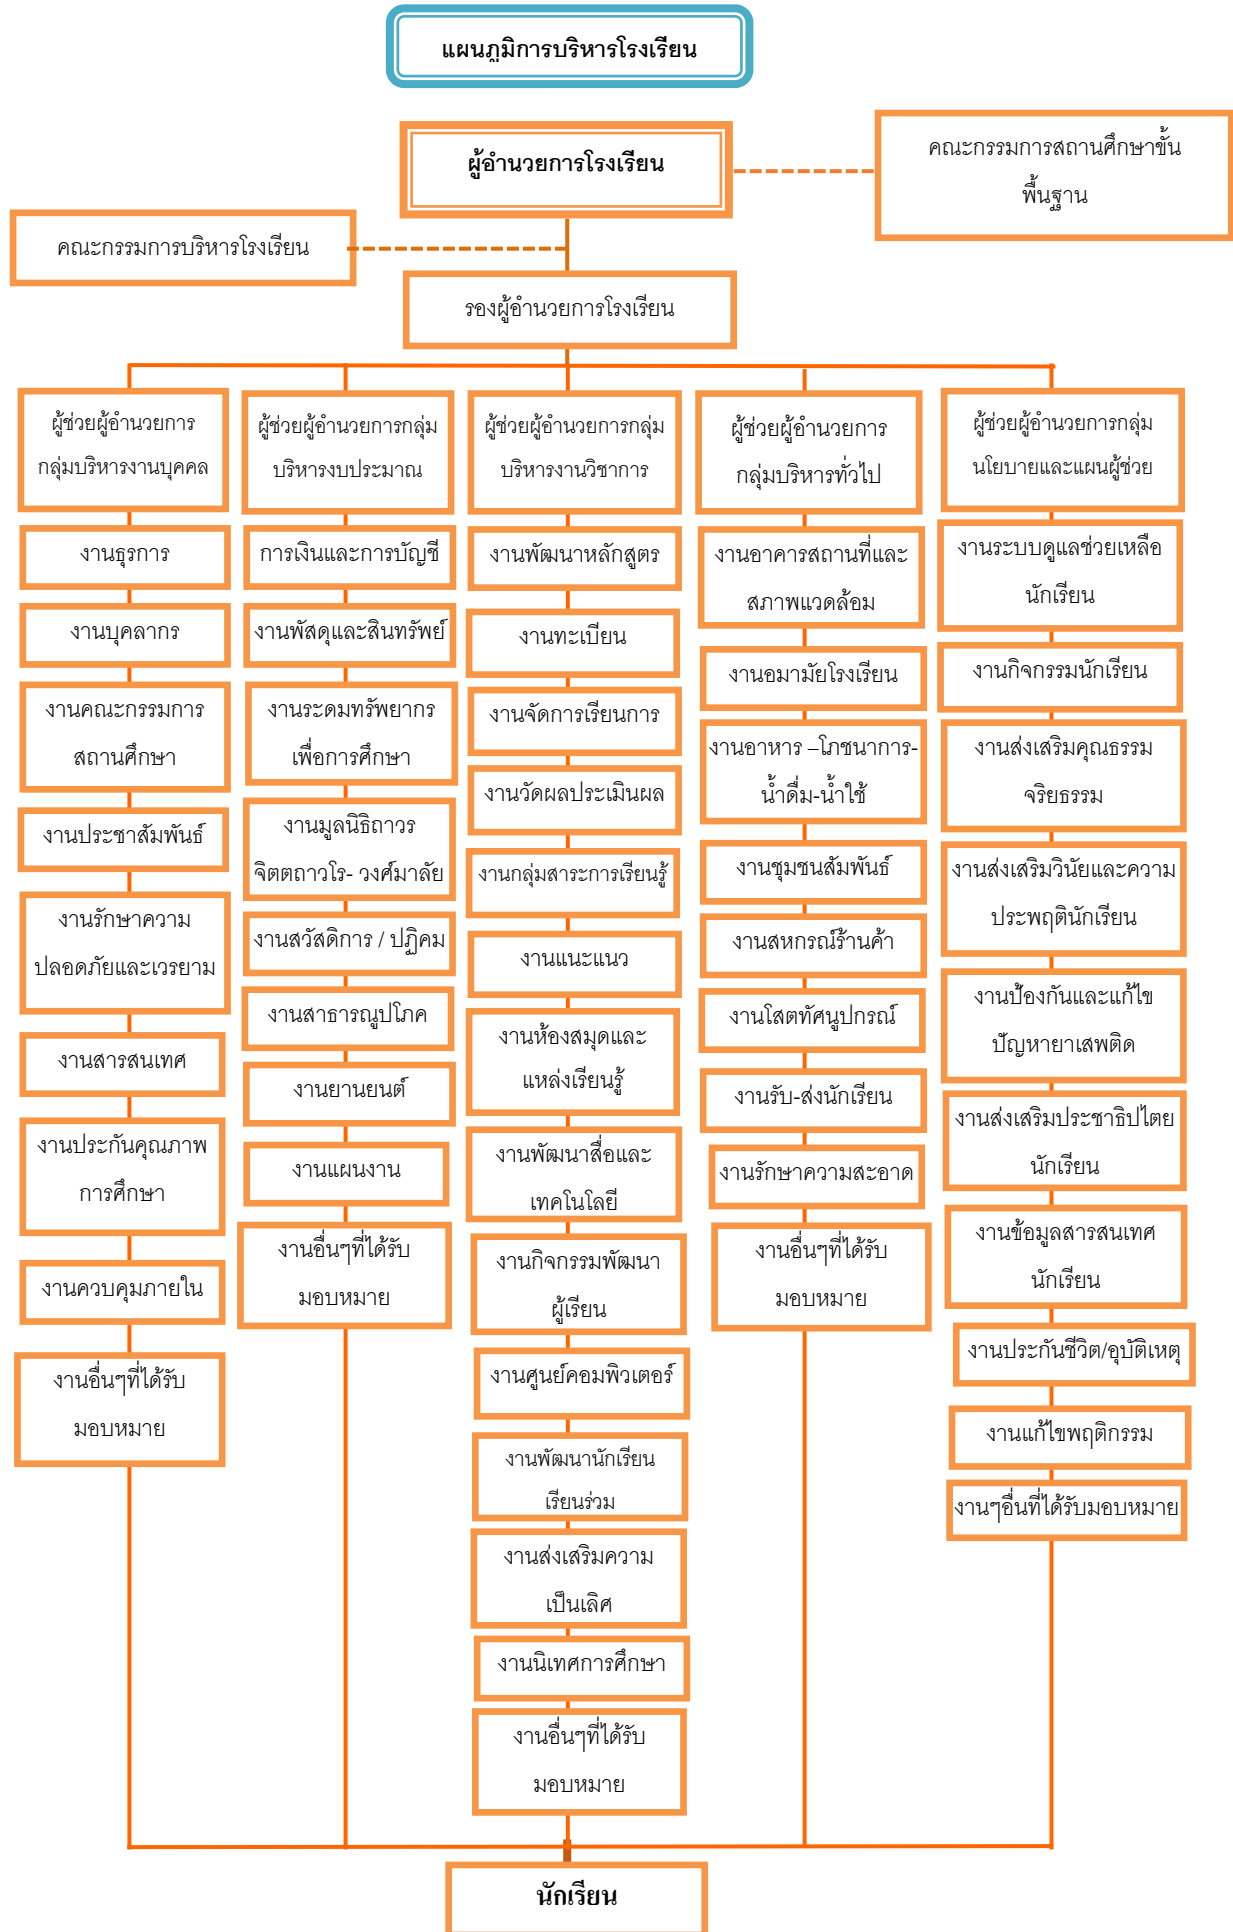 แผนภูมิการบริหารโรงเรียน
ผู้อำนวยการโรงเรียน
คณะกรรมการสถานศึกษาขั้น
พื้นฐาน
คณะกรรมการบริหารโรงเรียน
รองผู้อำนวยการโรงเรียน
ผู้ช่วยผู้อำนวยการ
กลุ่มบริหารงานบุคคล
งานธุรการ
งานบุคลากร
งานคณะกรรมการ
สถานศึกษา
งานประชาสัมพันธ์
งานรักษาความ
ปลอดภัยและเวรยาม
งานสารสนเทศ
งานประกันคุณภาพ
การศึกษา
งานควบคุมภายใน
งานอื่นๆที่ได้รับ
มอบหมาย
ผู้ช่วยผู้อำนวยการกลุ่ม
บริหารงบประมาณ
การเงินและการบัญชี
งานพัสดุและสินทรัพย์
งานระดมทรัพยากร
เพื่อการศึกษา
งานมูลนิธิถาวร
จิตตถาวโร- วงศ์มาลัย
งานสวัสดิการ / ปฏิคม
งานสาธารณูปโภค
งานยานยนต์
งานแผนงาน
งานอื่นๆที่ได้รับ
มอบหมาย
ผู้ช่วยผู้อำนวยการกลุ่ม
บริหารงานวิชาการ
งานพัฒนาหลักสูตร
งานทะเบียน
งานจัดการเรียนการ
งานวัดผลประเมินผล
งานกลุ่มสาระการเรียนรู้
งานแนะแนว
งานห้องสมุดและ
แหล่งเรียนรู้
งานพัฒนาสื่อและ
เทคโนโลยี
งานกิจกรรมพัฒนา
ผู้เรียน
งานศูนย์คอมพิวเตอร์
งานพัฒนานักเรียน
เรียนร่วม
งานส่งเสริมความ
เป็นเลิศ
งานนิเทศการศึกษา
งานอื่นๆที่ได้รับ
มอบหมาย
ผู้ช่วยผู้อำนวยการ
กลุ่มบริหารทั่วไป
งานอาคารสถานที่และ
สภาพแวดล้อม
งานอมามัยโรงเรียน
งานอาหาร –โภชนาการ-
น้ำดื่ม-น้ำใช้
งานชุมชนสัมพันธ์
งานสหกรณ์ร้านค้า
งานโสตทัศนูปกรณ์
งานรับ-ส่งนักเรียน
งานรักษาความสะอาด
งานอื่นๆที่ได้รับ
มอบหมาย
ผู้ช่วยผู้อำนวยการกลุ่ม
นโยบายและแผนผู้ช่วย
งานระบบดูแลช่วยเหลือ
นักเรียน
งานกิจกรรมนักเรียน
งานส่งเสริมคุณธรรม
จริยธรรม
งานส่งเสริมวินัยและความ
ประพฤตินักเรียน
งานป้องกันและแก้ไข
ปัญหายาเสพติด
งานส่งเสริมประชาธิปไตย
นักเรียน
งานข้อมูลสารสนเทศ
นักเรียน
งานประกันชีวิต/อุบัติเหตุ
งานแก้ไขพฤติกรรม
งานๆอื่นที่ได้รับมอบหมาย
นักเรียน